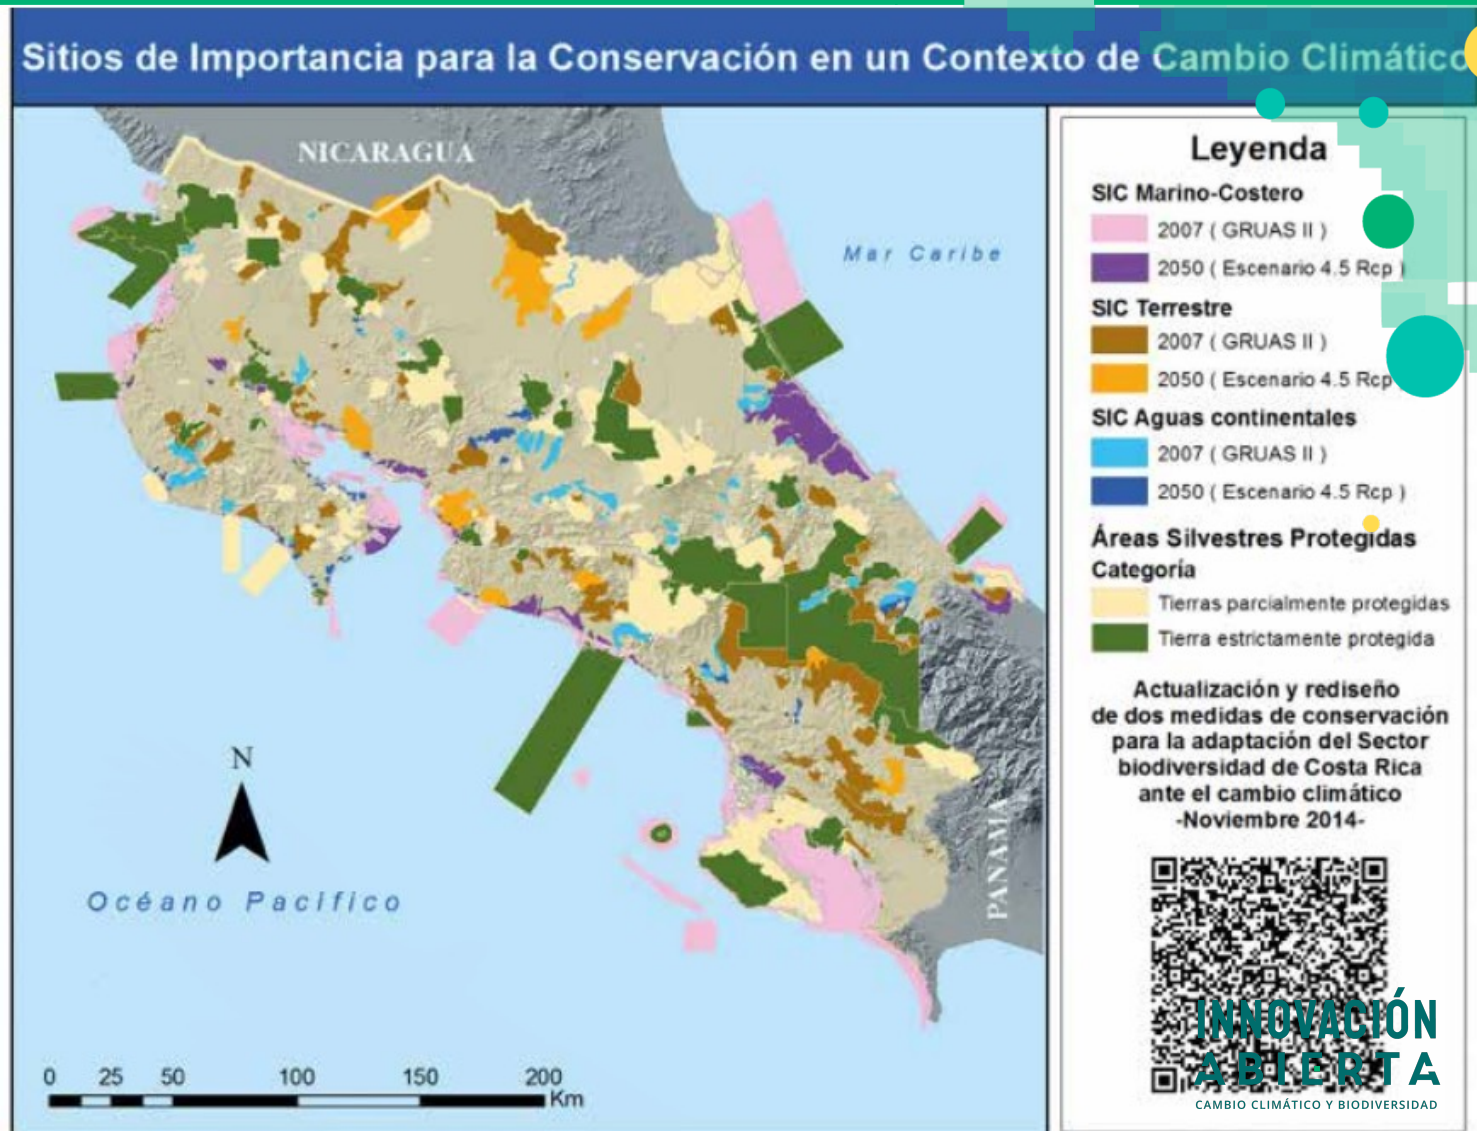 Sitios de Importancia para la Conservación en un Contexto de Cambio Climático
NICARAGUA
Mar Caribe
N
Océano Pacífico
PANAMÁ
0 25 50 100 150 200
Km
Leyenda
SIC Marino-Costero
2007 ( GRUAS II )
2050 ( Escenario 4.5 Rcp )
SIC Terrestre
2007 ( GRUAS II )
2050 ( Escenario 4.5 Rcp
SIC Aguas continentales
2007 ( GRUAS II )
2050 ( Escenario 4.5 Rcp )
Áreas Silvestres Protegidas
Categoría
Tierras parcialmente protegidas
Tierra estrictamente protegida
Actualización y rediseño
de dos medidas de conservación
para la adaptación del Sector
biodiversidad de Costa Rica
ante el cambio climático
-Noviembre 2014-
INNOVACIÓN
ABIERTA
CAMBIO CLIMÁTICO Y BIODIVERSIDAD